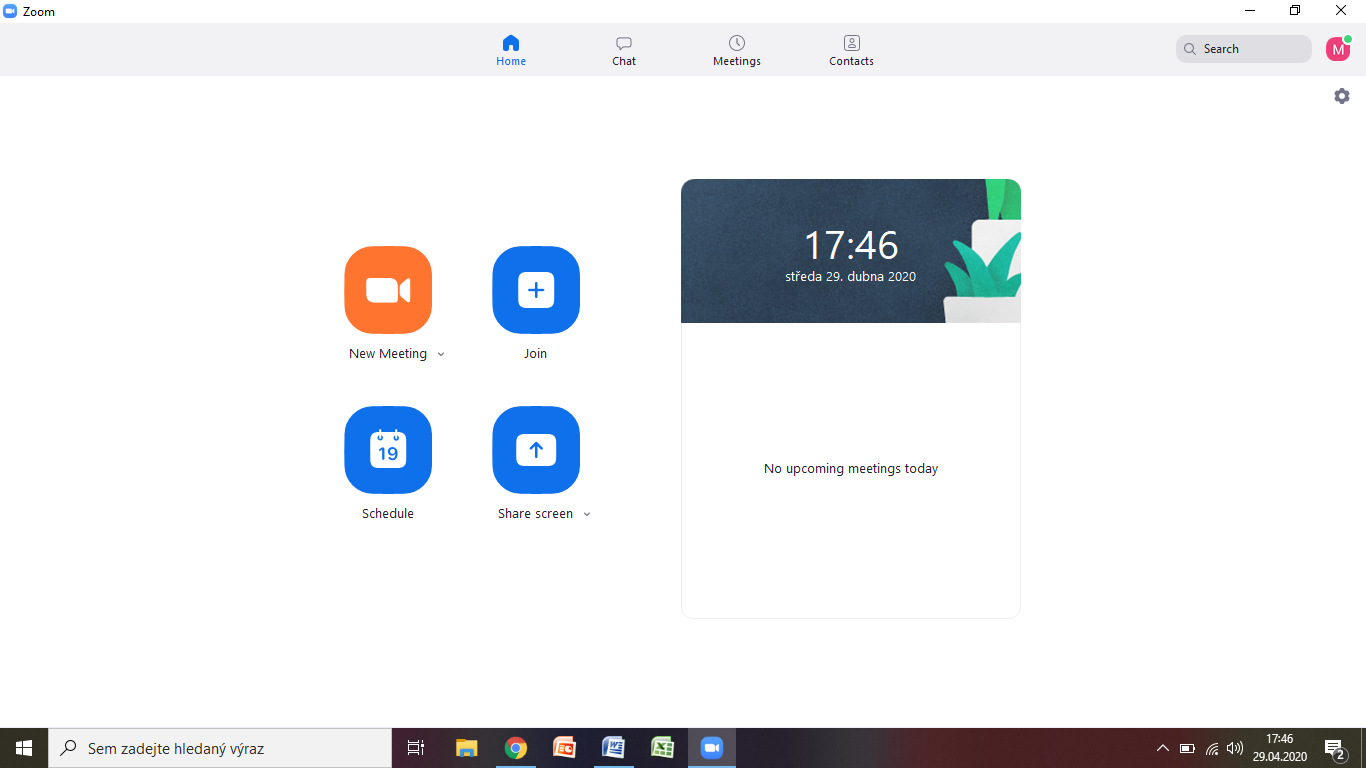 Zoom
Home
Chat
Meetings
Contacts
Search
M
17:46
středa 29. dubna 2020
New Meeting
Join
19
Schedule
Share screen
No upcoming meetings today
Sem zadejte hledaný výraz
17:46
29.04.2020
2